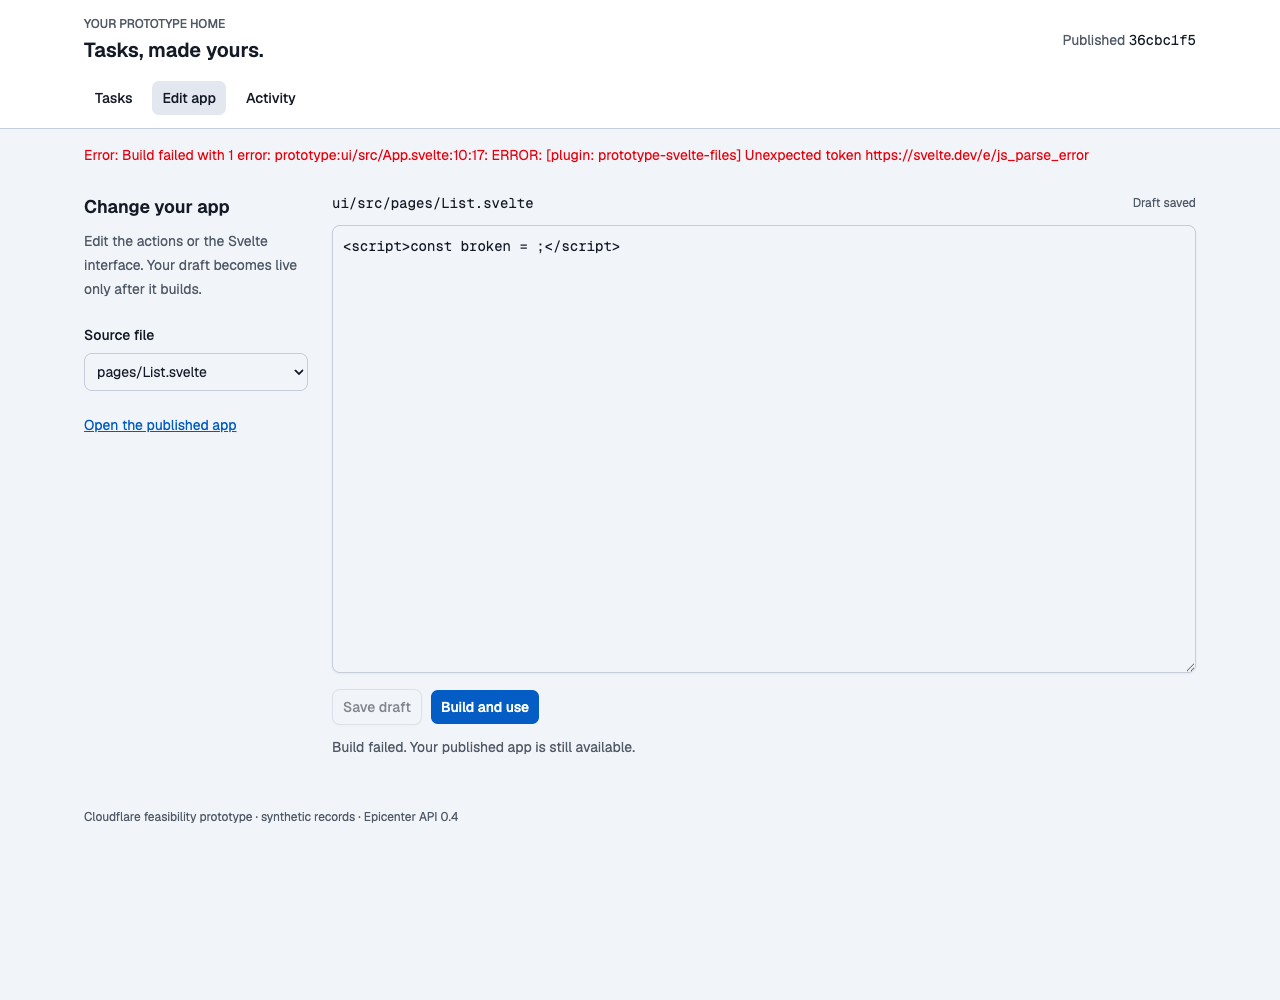 YOUR PROTOTYPE HOME
Tasks, made yours.
Published 36cbc1f5
Tasks
Edit app
Activity
Error: Build failed with 1 error: prototype:ui/src/App.svelte:10:17: ERROR: [plugin: prototype-svelte-files] Unexpected token https://svelte.dev/e/js_parse_error
Change your app
Edit the actions or the Svelte
interface. Your draft becomes live
only after it builds.
Source file
pages/List.svelte
Open the published app
ui/src/pages/List.svelte
Draft saved
<script>const broken = ;</script>
Save draft
Build and use
Build failed. Your published app is still available.
Cloudflare feasibility prototype · synthetic records · Epicenter API 0.4